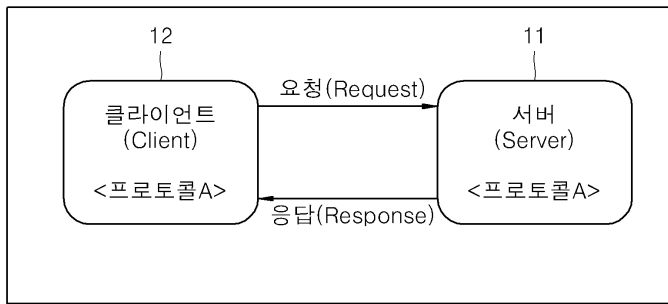 12
11
클라이언트
(Client)
<프로토콜A>
요청(Request)
서버
(Server)
<프로토콜A>
응답(Response)